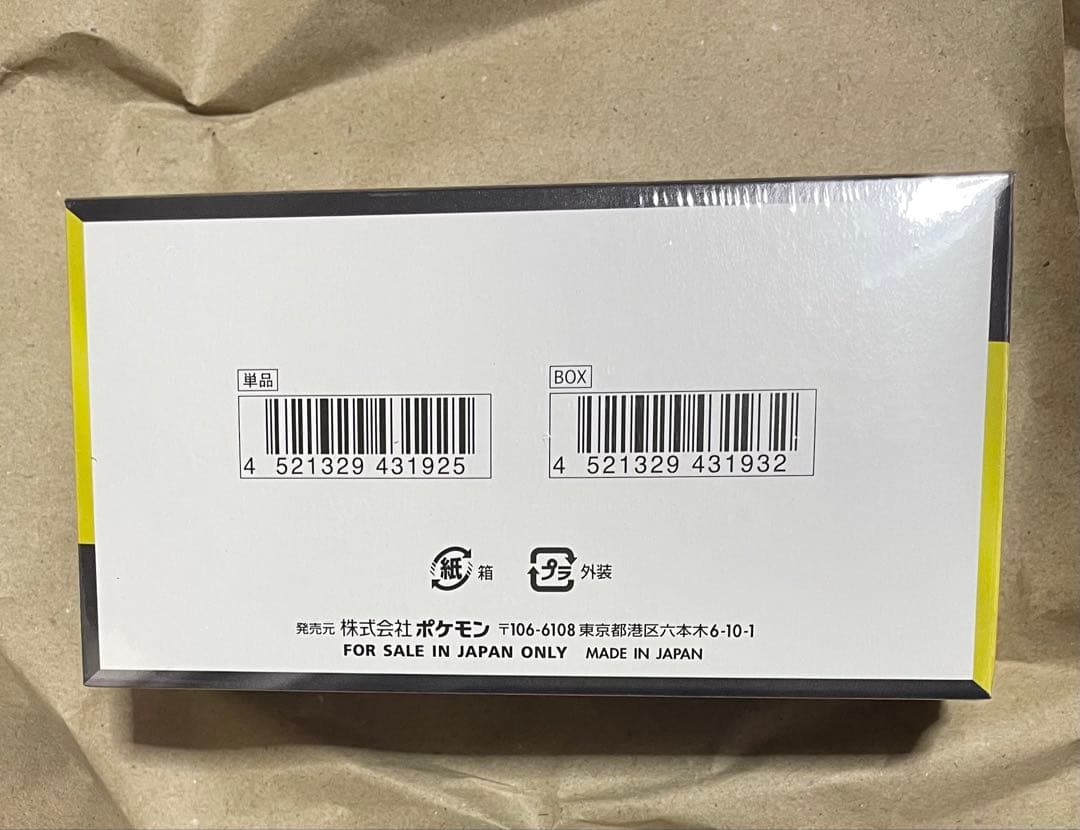 単品
BOX
4 521329 431925
4 521329 431932
紙 箱
プラ 外装
発売元 株式会社ポケモン 〒106-6108 東京都港区六本木6-10-1
FOR SALE IN JAPAN ONLY MADE IN JAPAN